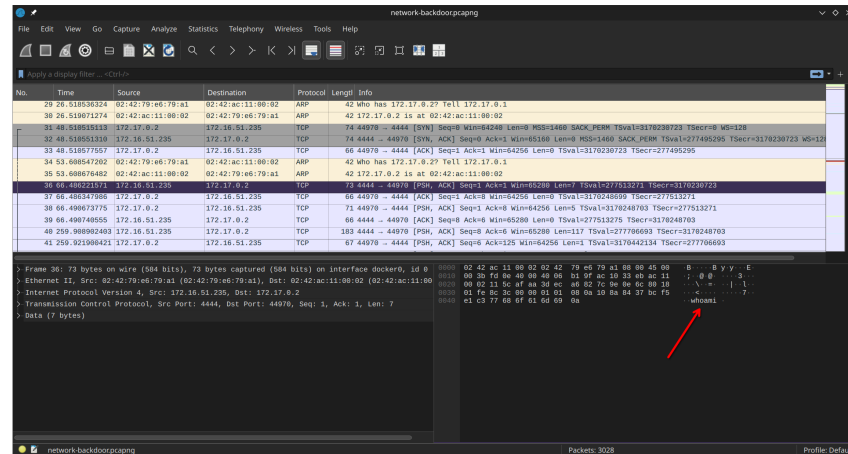 network-backdoor.pcapng
File Edit View Go Capture Analyze Statistics Telephony Wireless Tools Help
Apply a display filter ... <Ctrl-/>
No. Time Source Destination Protocol Lengtl Info
29 26.518536324 02:42:79:e6:79:a1 02:42:ac:11:00:02 ARP 42 Who has 172.17.0.2? Tell 172.17.0.1
30 26.519071274 02:42:ac:11:00:02 02:42:79:e6:79:a1 ARP 42 172.17.0.2 is at 02:42:ac:11:00:02
31 48.510515113 172.17.0.2 172.16.51.235 TCP 74 44970 → 4444 [SYN] Seq=0 Win=64240 Len=0 MSS=1460 SACK_PERM TSval=3170230723 TSecr=0 WS=128
32 48.510551310 172.16.51.235 172.17.0.2 TCP 74 4444 → 44970 [SYN, ACK] Seq=0 Ack=1 Win=65160 Len=0 MSS=1460 SACK_PERM TSval=277495295 TSecr=3170230723 WS=128
33 48.510577557 172.17.0.2 172.16.51.235 TCP 66 44970 → 4444 [ACK] Seq=1 Ack=1 Win=64256 Len=0 TSval=3170230723 TSecr=277495295
34 53.608547202 02:42:79:e6:79:a1 02:42:ac:11:00:02 ARP 42 Who has 172.17.0.2? Tell 172.17.0.1
35 53.608676482 02:42:ac:11:00:02 02:42:79:e6:79:a1 ARP 42 172.17.0.2 is at 02:42:ac:11:00:02
36 66.486221571 172.16.51.235 172.17.0.2 TCP 73 4444 → 44970 [PSH, ACK] Seq=1 Ack=1 Win=65280 Len=7 TSval=277513271 TSecr=3170230723
37 66.486347986 172.17.0.2 172.16.51.235 TCP 66 44970 → 4444 [ACK] Seq=1 Ack=8 Win=64256 Len=0 TSval=3170248699 TSecr=277513271
38 66.490673775 172.17.0.2 172.16.51.235 TCP 71 44970 → 4444 [PSH, ACK] Seq=1 Ack=8 Win=64256 Len=5 TSval=3170248703 TSecr=277513271
39 66.490740555 172.16.51.235 172.17.0.2 TCP 66 4444 → 44970 [ACK] Seq=8 Ack=6 Win=65280 Len=0 TSval=277513275 TSecr=3170248703
40 259.908902403 172.16.51.235 172.17.0.2 TCP 183 4444 → 44970 [PSH, ACK] Seq=8 Ack=6 Win=65280 Len=117 TSval=277706693 TSecr=3170248703
41 259.921900421 172.17.0.2 172.16.51.235 TCP 67 44970 → 4444 [PSH, ACK] Seq=6 Ack=125 Win=64256 Len=1 TSval=3170442134 TSecr=277706693
Frame 36: 73 bytes on wire (584 bits), 73 bytes captured (584 bits) on interface docker0, id 0
Ethernet II, Src: 02:42:79:e6:79:a1 (02:42:79:e6:79:a1), Dst: 02:42:ac:11:00:02
Internet Protocol Version 4, Src: 172.16.51.235, Dst: 172.17.0.2
Transmission Control Protocol, Src Port: 4444, Dst Port: 44970, Seq: 1, Ack: 1, Len: 7
Data (7 bytes)
0000 02 42 ac 11 00 02 02 42 79 e6 79 a1 08 00 45 00 ·B·····B y·y···E·
0010 00 3b fd 0e 40 00 40 06 b1 9f ac 10 33 eb ac 11 ·;··@·@· ····3···
0020 00 02 11 5c af aa 3d ec a6 82 7c 9e 0e 6c 80 18 ···\··=· ··|··l··
0030 01 fe 8c 3c 00 00 01 01 08 0a 10 8a 84 37 bc f5 ···<···· ·····7··
0040 e1 c3 77 68 6f 61 6d 69 0a ··whoami ·
network-backdoor.pcapng Packets: 3028 Profile: Defau